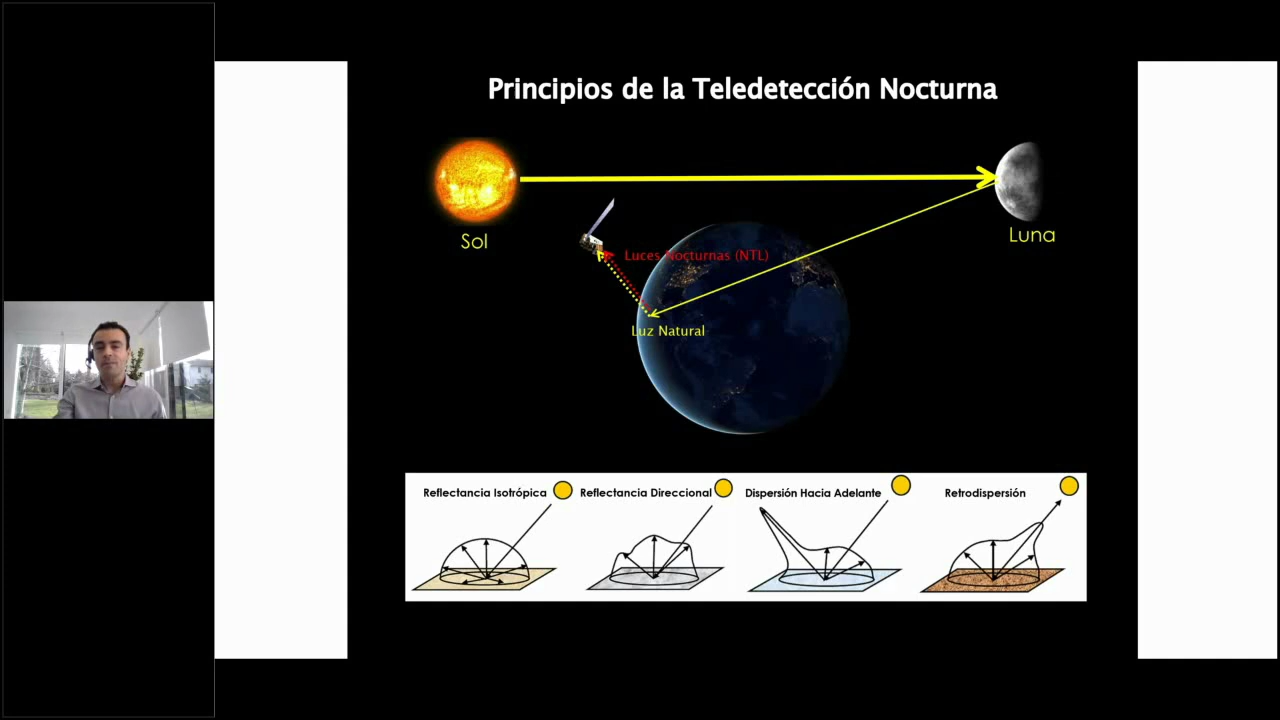 Principios de la Teledetección Nocturna
Sol
Luna
Luces Nocturnas (NTL)
Luz Natural
Reflectancia Isotrópica
Reflectancia Direccional
Dispersión Hacia Adelante
Retrodispersión